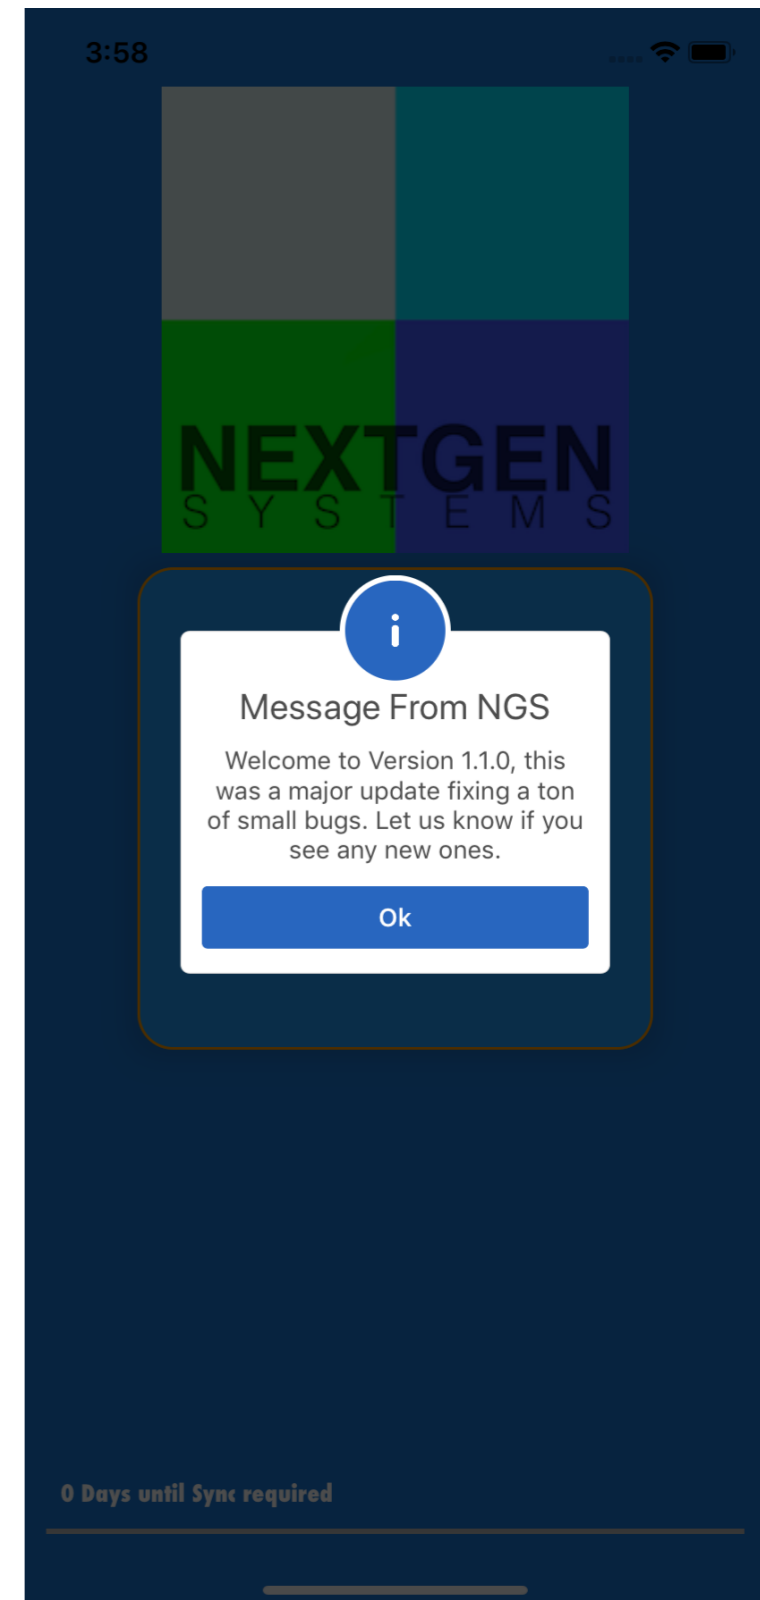 3:58
NEXTGEN
SYSTEMS
Message From NGS
Welcome to Version 1.1.0, this
was a major update fixing a ton
of small bugs. Let us know if you
see any new ones.
Ok
0 Days until Sync required